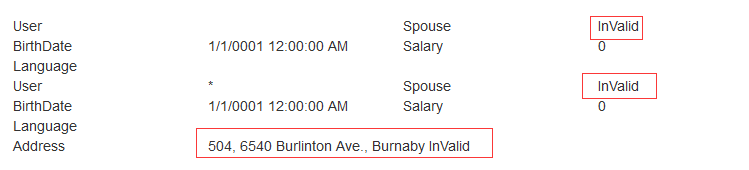 User Spouse InValid
BirthDate 1/1/0001 12:00:00 AM Salary 0
Language
User * Spouse InValid
BirthDate 1/1/0001 12:00:00 AM Salary 0
Language
Address 504, 6540 Burlinton Ave., Burnaby InValid